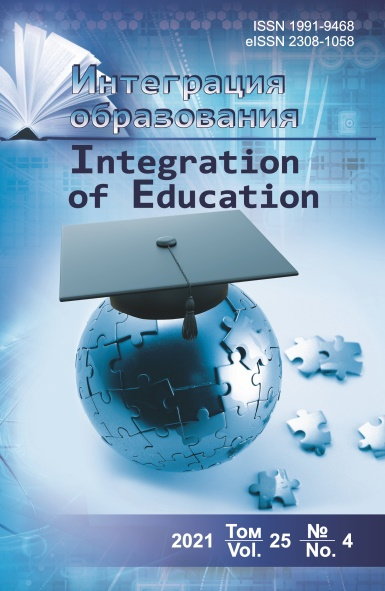 ISSN 1991-9468
eISSN 2308-1058
Интеграция
образования
Integration
of Education
2021 Том 25 № 4
Vol. No.